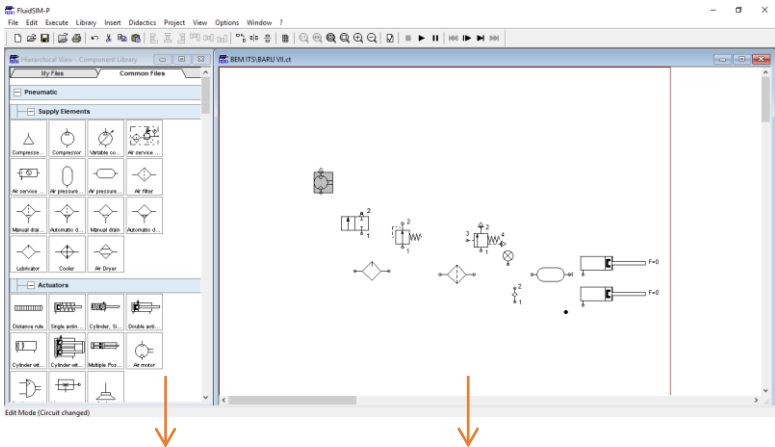 FluidSIM-P
File Edit Execute Library Insert Didactics Project View Options Window ?
Hierarchical View - Component Library
My Files
Common Files
Pneumatic
Supply Elements
Compresse...
Compressor
Variable co...
Air service ...
Air service ...
Air pressure...
Air pressure...
Air filter
Manual drai...
Automatic d...
Manual drain
Automatic d...
Lubricator
Cooler
Air Dryer
Actuators
Distance rule
Single actin...
Cylinder, Si...
Double acti...
Cylinder wit...
Cylinder wit...
Multiple Pos...
Air motor
BEM ITS\BARU VII.ct
2
1
2
1
2
3
4
1
2
1
F=0
F=0
Edit Mode (Circuit changed)